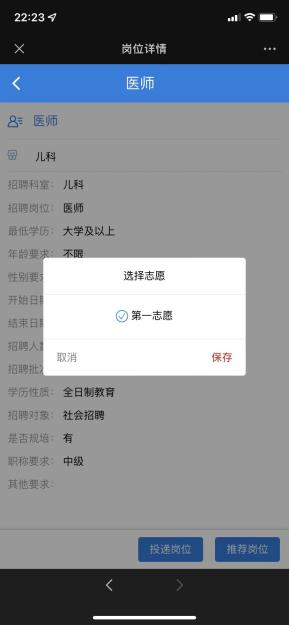 22:23
岗位详情
医师
医师
儿科
招聘科室： 儿科
招聘岗位： 医师
最低学历： 大学及以上
年龄要求： 不限
性别要
开始日
结束日
招聘人
招聘批
选择志愿
第一志愿
取消
保存
学历性质： 全日制教育
招聘对象： 社会招聘
是否规培： 有
职称要求： 中级
其他要求：
投递岗位
推荐岗位